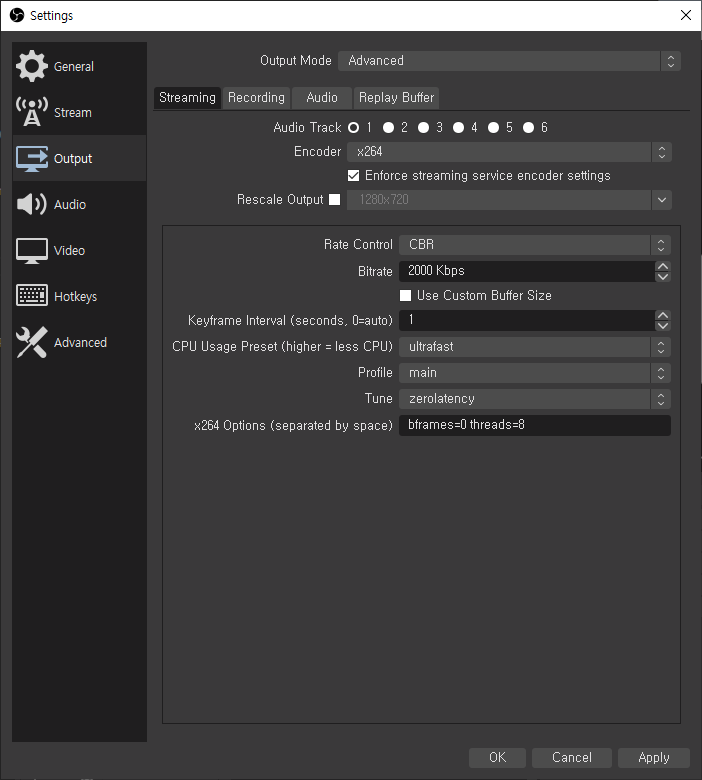 Settings
General
Stream
Output
Audio
Video
Hotkeys
Advanced
Output Mode Advanced
Streaming Recording Audio Replay Buffer
Audio Track 1 2 3 4 5 6
Encoder x264
Enforce streaming service encoder settings
Rescale Output 1280x720
Rate Control CBR
Bitrate 2000 Kbps
Use Custom Buffer Size
Keyframe Interval (seconds, 0=auto) 1
CPU Usage Preset (higher = less CPU) ultrafast
Profile main
Tune zerolatency
x264 Options (separated by space) bframes=0 threads=8
OK Cancel Apply